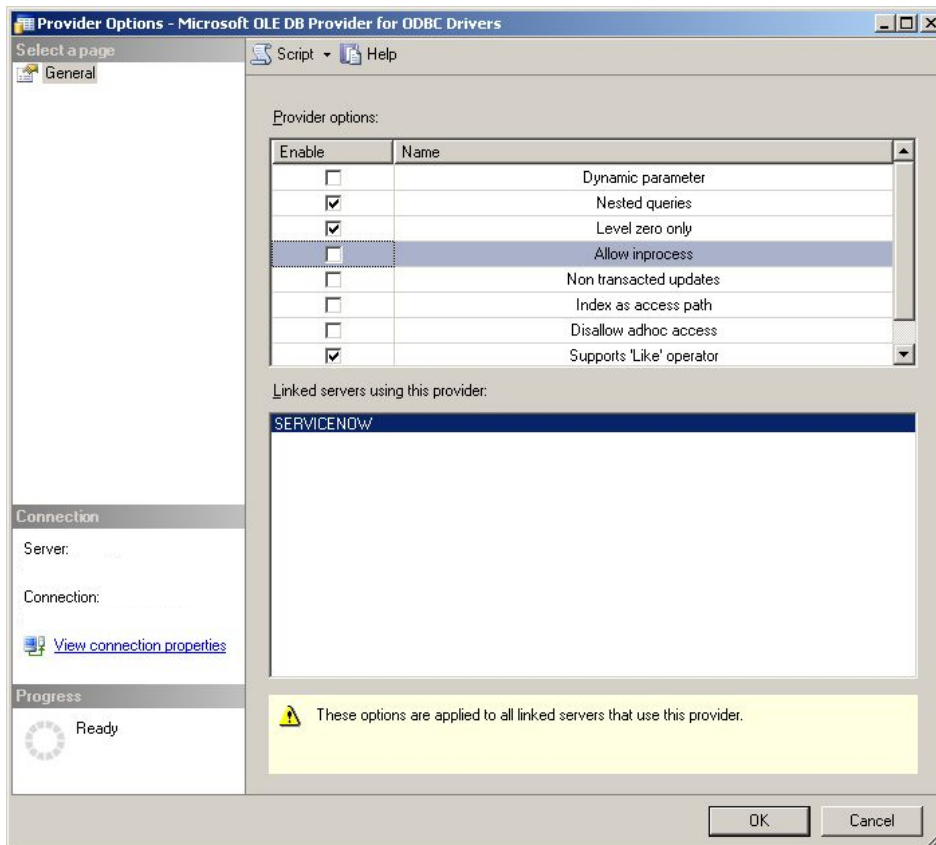 Provider Options - Microsoft OLE DB Provider for ODBC Drivers
Select a page
General
Script
Help
Provider options:
Enable Name
Dynamic parameter
Nested queries
Level zero only
Allow inprocess
Non transacted updates
Index as access path
Disallow adhoc access
Supports 'Like' operator
Linked servers using this provider:
SERVICENOW
Connection
Server:
Connection:
View connection properties
Progress
Ready
These options are applied to all linked servers that use this provider.
OK Cancel